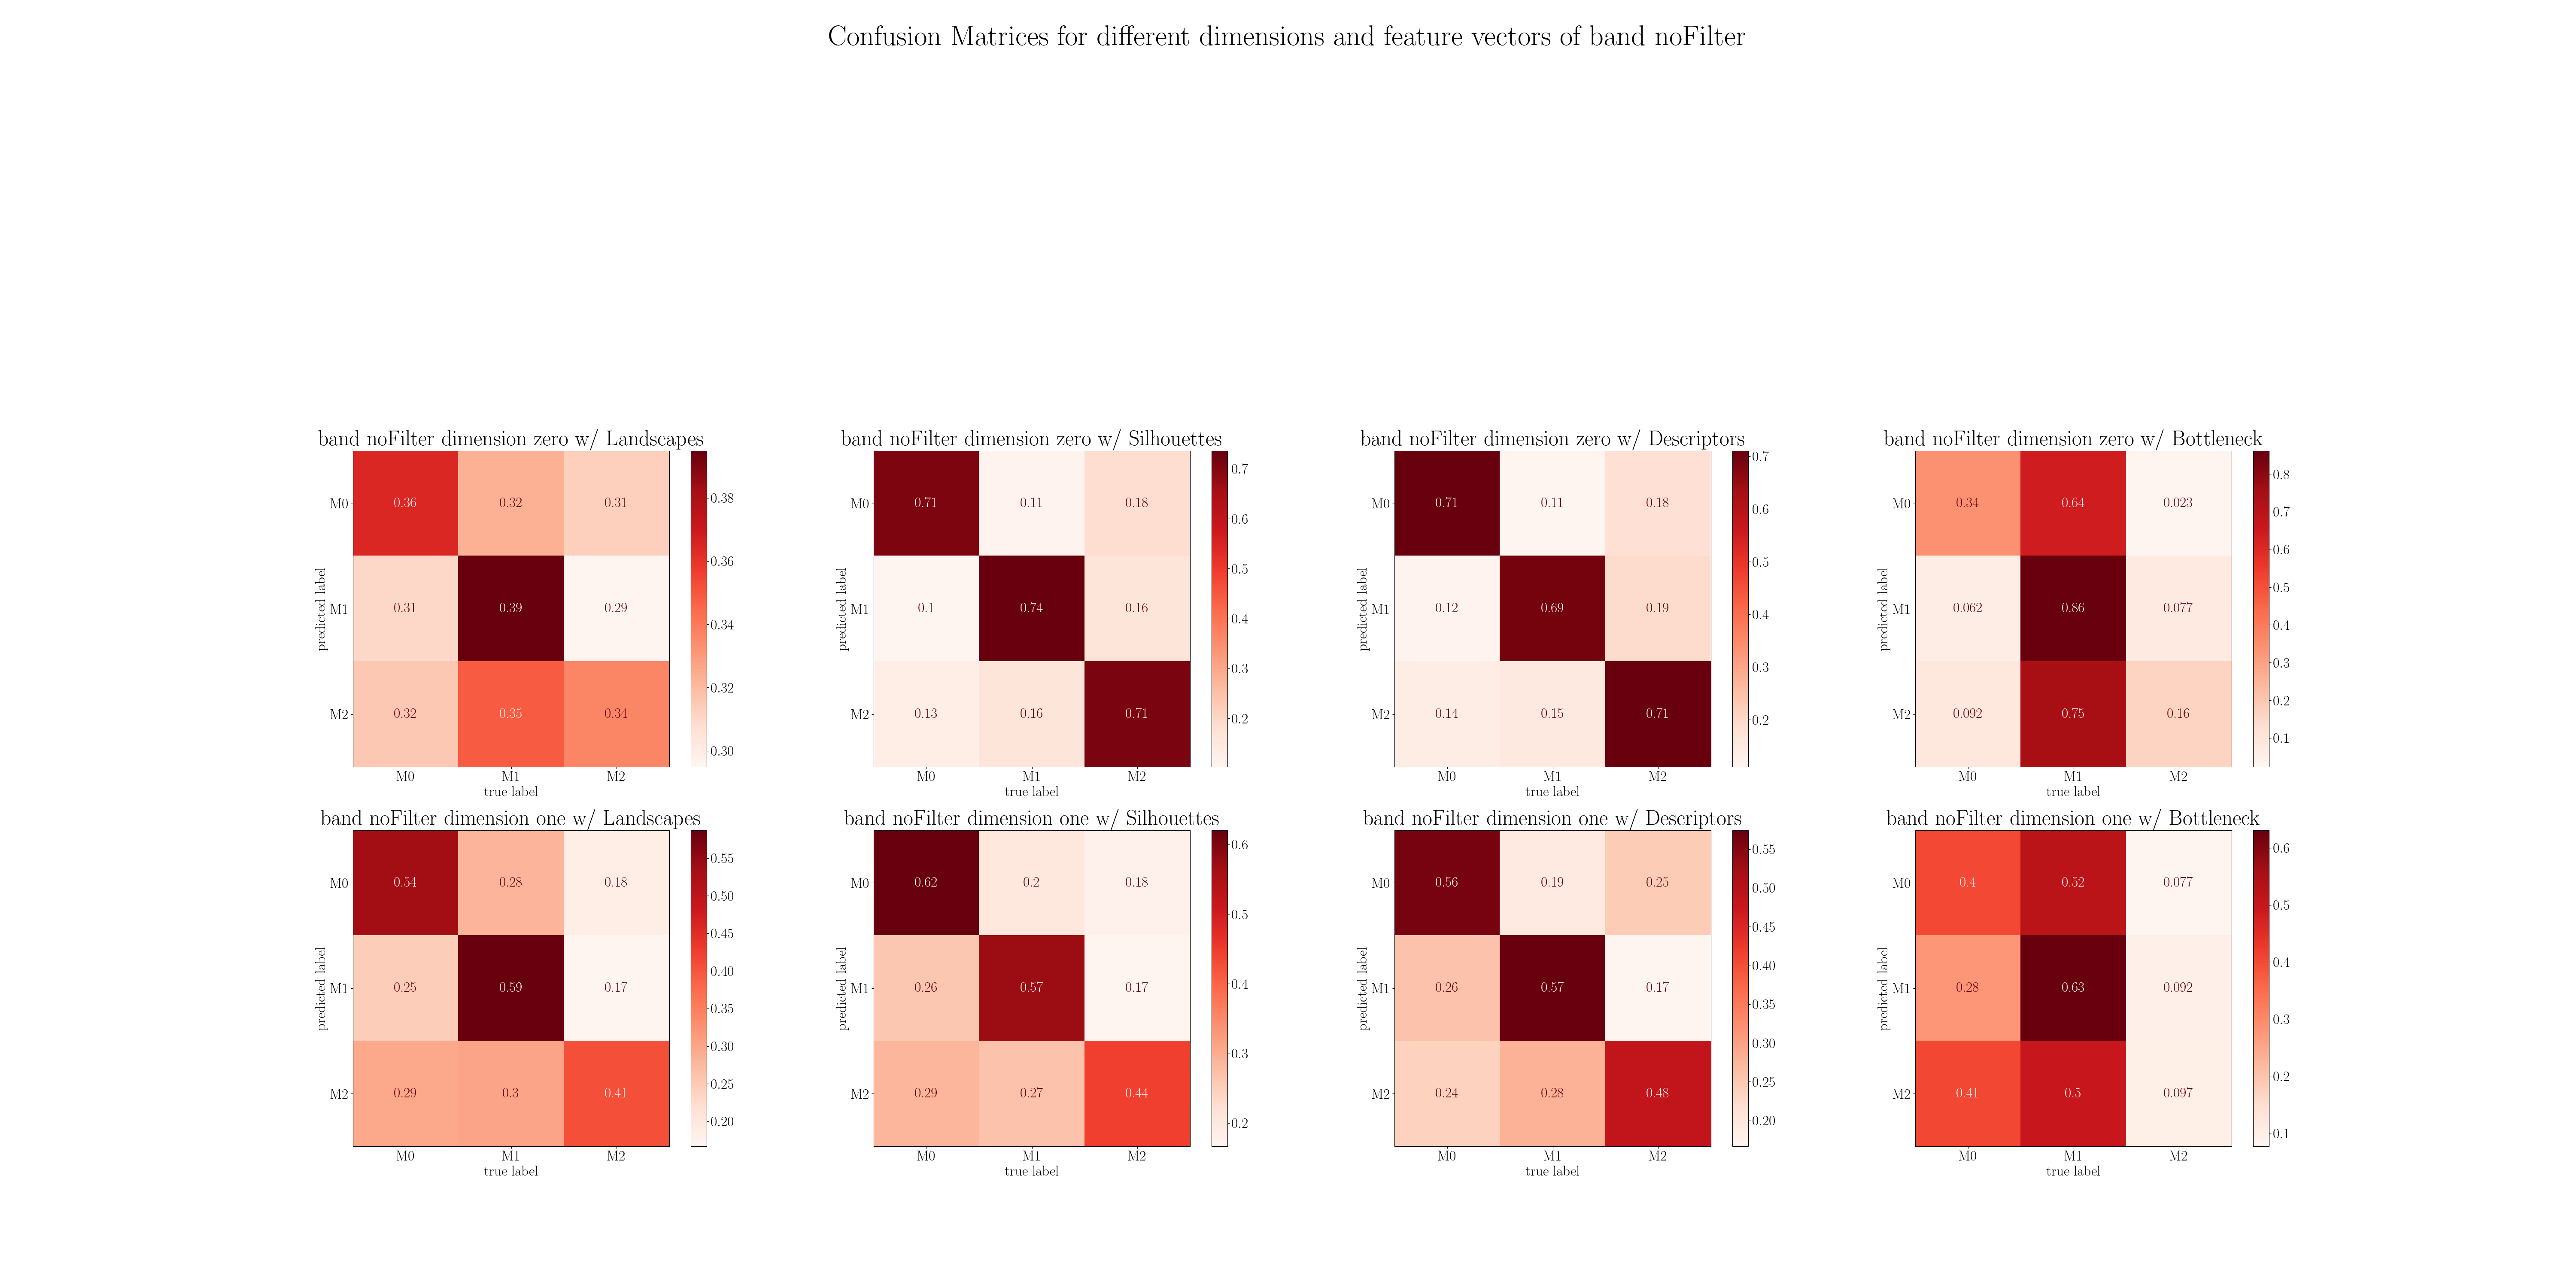 Confusion Matrices for different dimensions and feature vectors of band noFilter
band noFilter dimension zero w/ Landscapes
predicted label
M0 0.36 0.32 0.31
M1 0.31 0.39 0.29
M2 0.32 0.35 0.34
M0 M1 M2
true label
0.38
0.36
0.34
0.32
0.30
band noFilter dimension zero w/ Silhouettes
predicted label
M0 0.71 0.11 0.18
M1 0.1 0.74 0.16
M2 0.13 0.16 0.71
M0 M1 M2
true label
0.7
0.6
0.5
0.4
0.3
0.2
band noFilter dimension zero w/ Descriptors
predicted label
M0 0.71 0.11 0.18
M1 0.12 0.69 0.19
M2 0.14 0.15 0.71
M0 M1 M2
true label
0.7
0.6
0.5
0.4
0.3
0.2
band noFilter dimension zero w/ Bottleneck
predicted label
M0 0.34 0.64 0.023
M1 0.062 0.86 0.077
M2 0.092 0.75 0.16
M0 M1 M2
true label
0.8
0.7
0.6
0.5
0.4
0.3
0.2
0.1
band noFilter dimension one w/ Landscapes
predicted label
M0 0.54 0.28 0.18
M1 0.25 0.59 0.17
M2 0.29 0.3 0.41
M0 M1 M2
true label
0.55
0.50
0.45
0.40
0.35
0.30
0.25
0.20
band noFilter dimension one w/ Silhouettes
predicted label
M0 0.62 0.2 0.18
M1 0.26 0.57 0.17
M2 0.29 0.27 0.44
M0 M1 M2
true label
0.6
0.5
0.4
0.3
0.2
band noFilter dimension one w/ Descriptors
predicted label
M0 0.56 0.19 0.25
M1 0.26 0.57 0.17
M2 0.24 0.28 0.48
M0 M1 M2
true label
0.55
0.50
0.45
0.40
0.35
0.30
0.25
0.20
band noFilter dimension one w/ Bottleneck
predicted label
M0 0.4 0.52 0.077
M1 0.28 0.63 0.092
M2 0.41 0.5 0.097
M0 M1 M2
true label
0.6
0.5
0.4
0.3
0.2
0.1